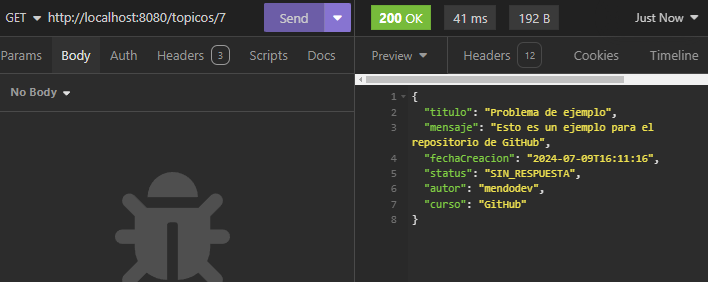 GET http://localhost:8080/topicos/7 Send 200 OK 41 ms 192 B Just Now
Params Body Auth Headers 3 Scripts Docs Preview Headers 12 Cookies Timeline
No Body
1 {
2 "titulo": "Problema de ejemplo",
3 "mensaje": "Esto es un ejemplo para el
repositorio de GitHub",
4 "fechaCreacion": "2024-07-09T16:11:16",
5 "status": "SIN_RESPUESTA",
6 "autor": "mendodev",
7 "curso": "GitHub"
8 }